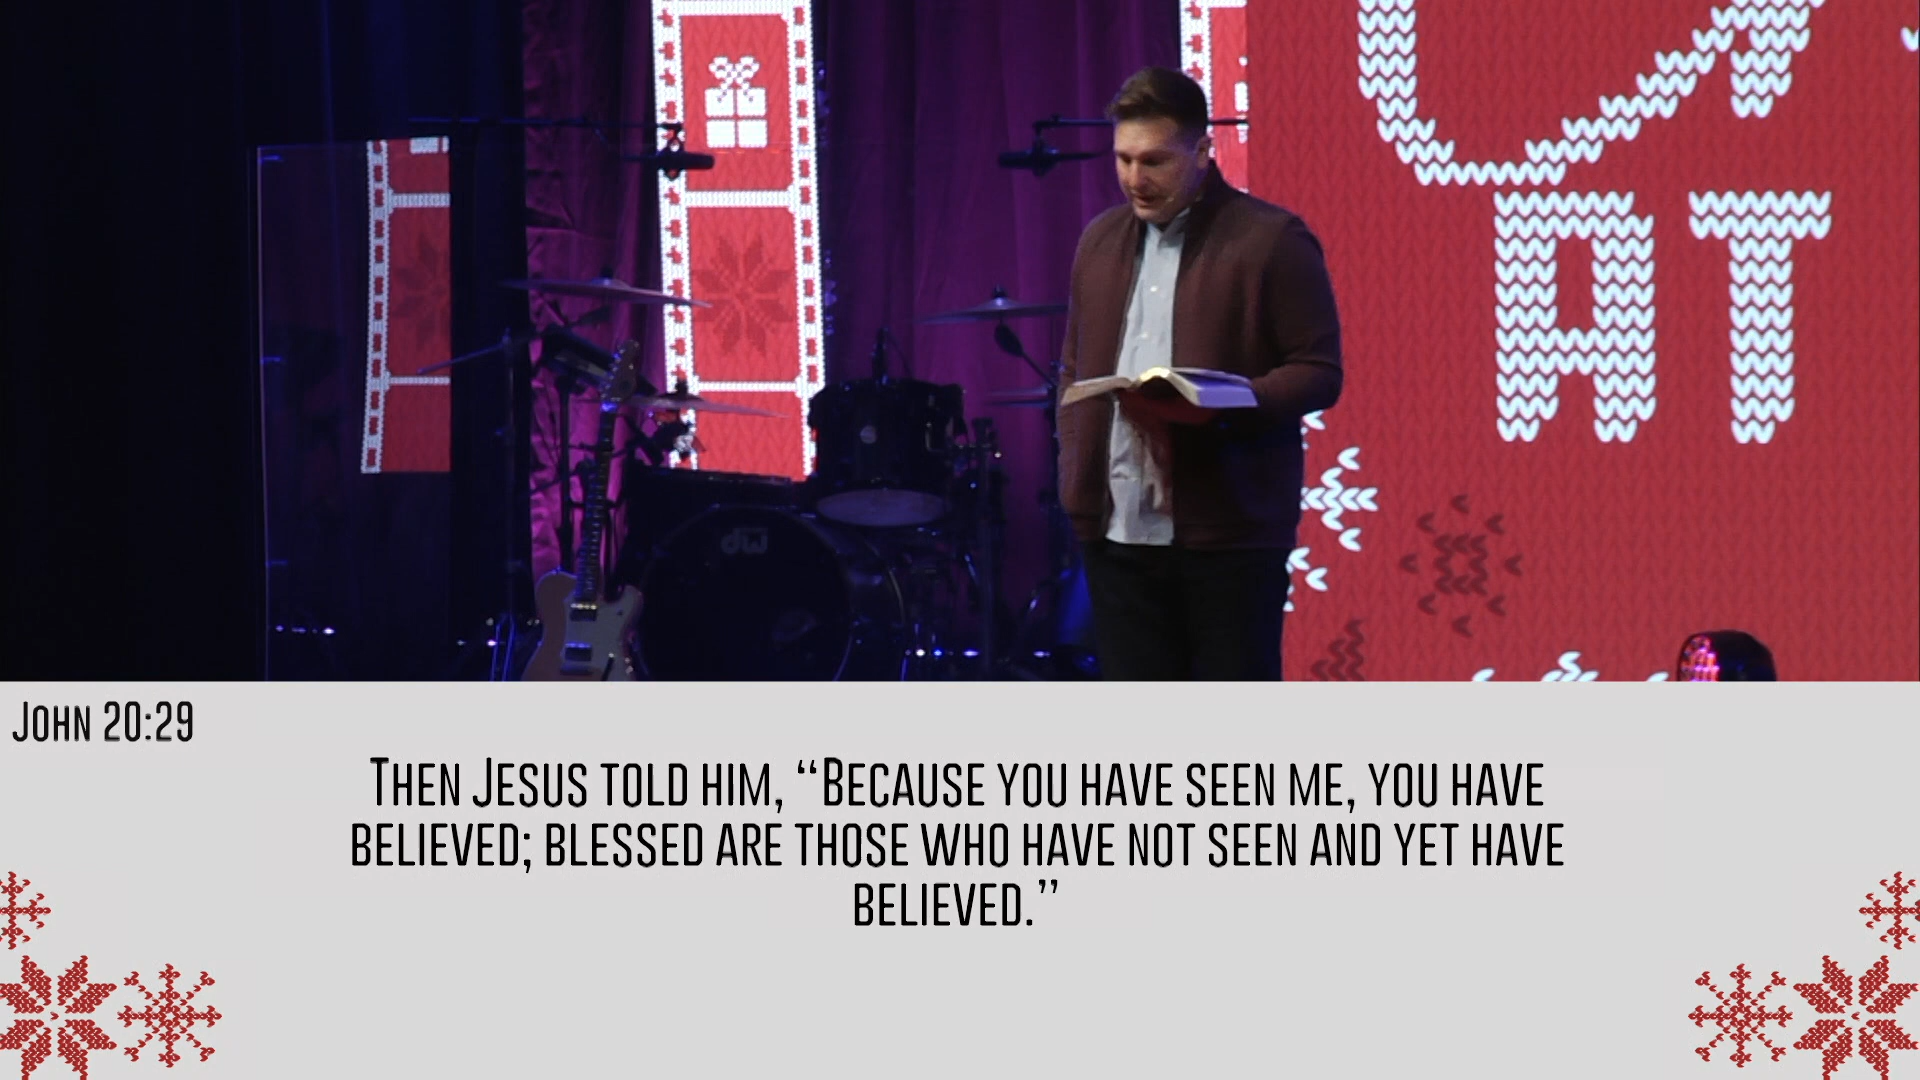 AT
dw
John 20:29
Then Jesus told him, “Because you have seen me, you have
believed; blessed are those who have not seen and yet have
believed.”